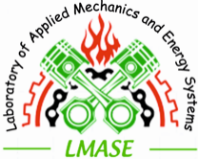 Laboratory of Applied Mechanics and Energy Systems
LMASE